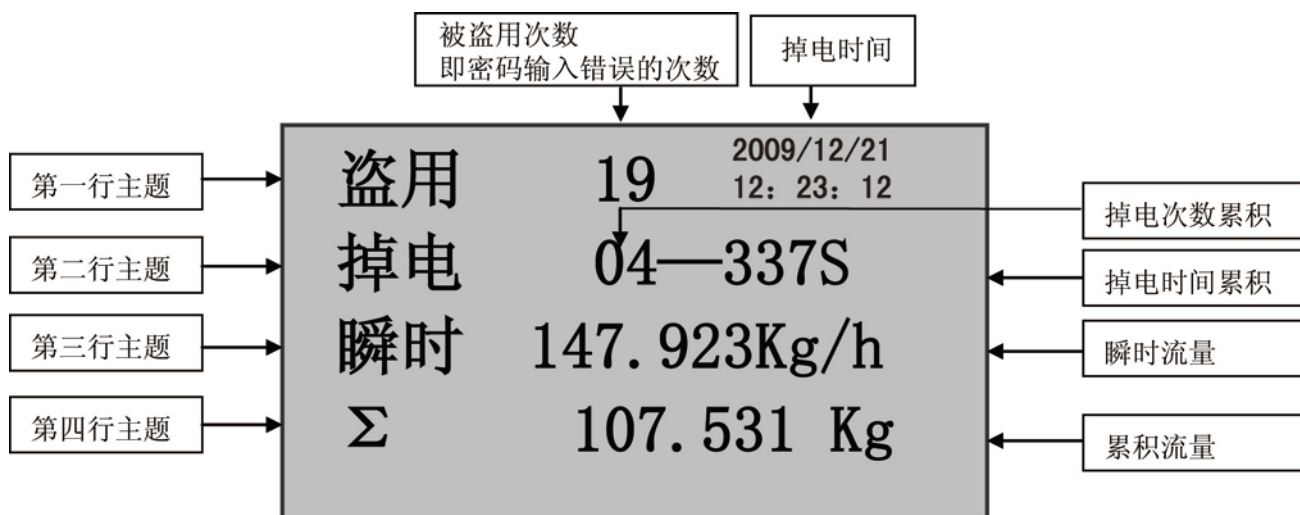 被盗用次数
即密码输入错误的次数
掉电时间
第一行主题
盗用 19 2009/12/21
12：23：12
掉电次数累积
第二行主题
掉电 04—337S
掉电时间累积
第三行主题
瞬时 147.923Kg/h
瞬时流量
第四行主题
Σ 107.531 Kg
累积流量